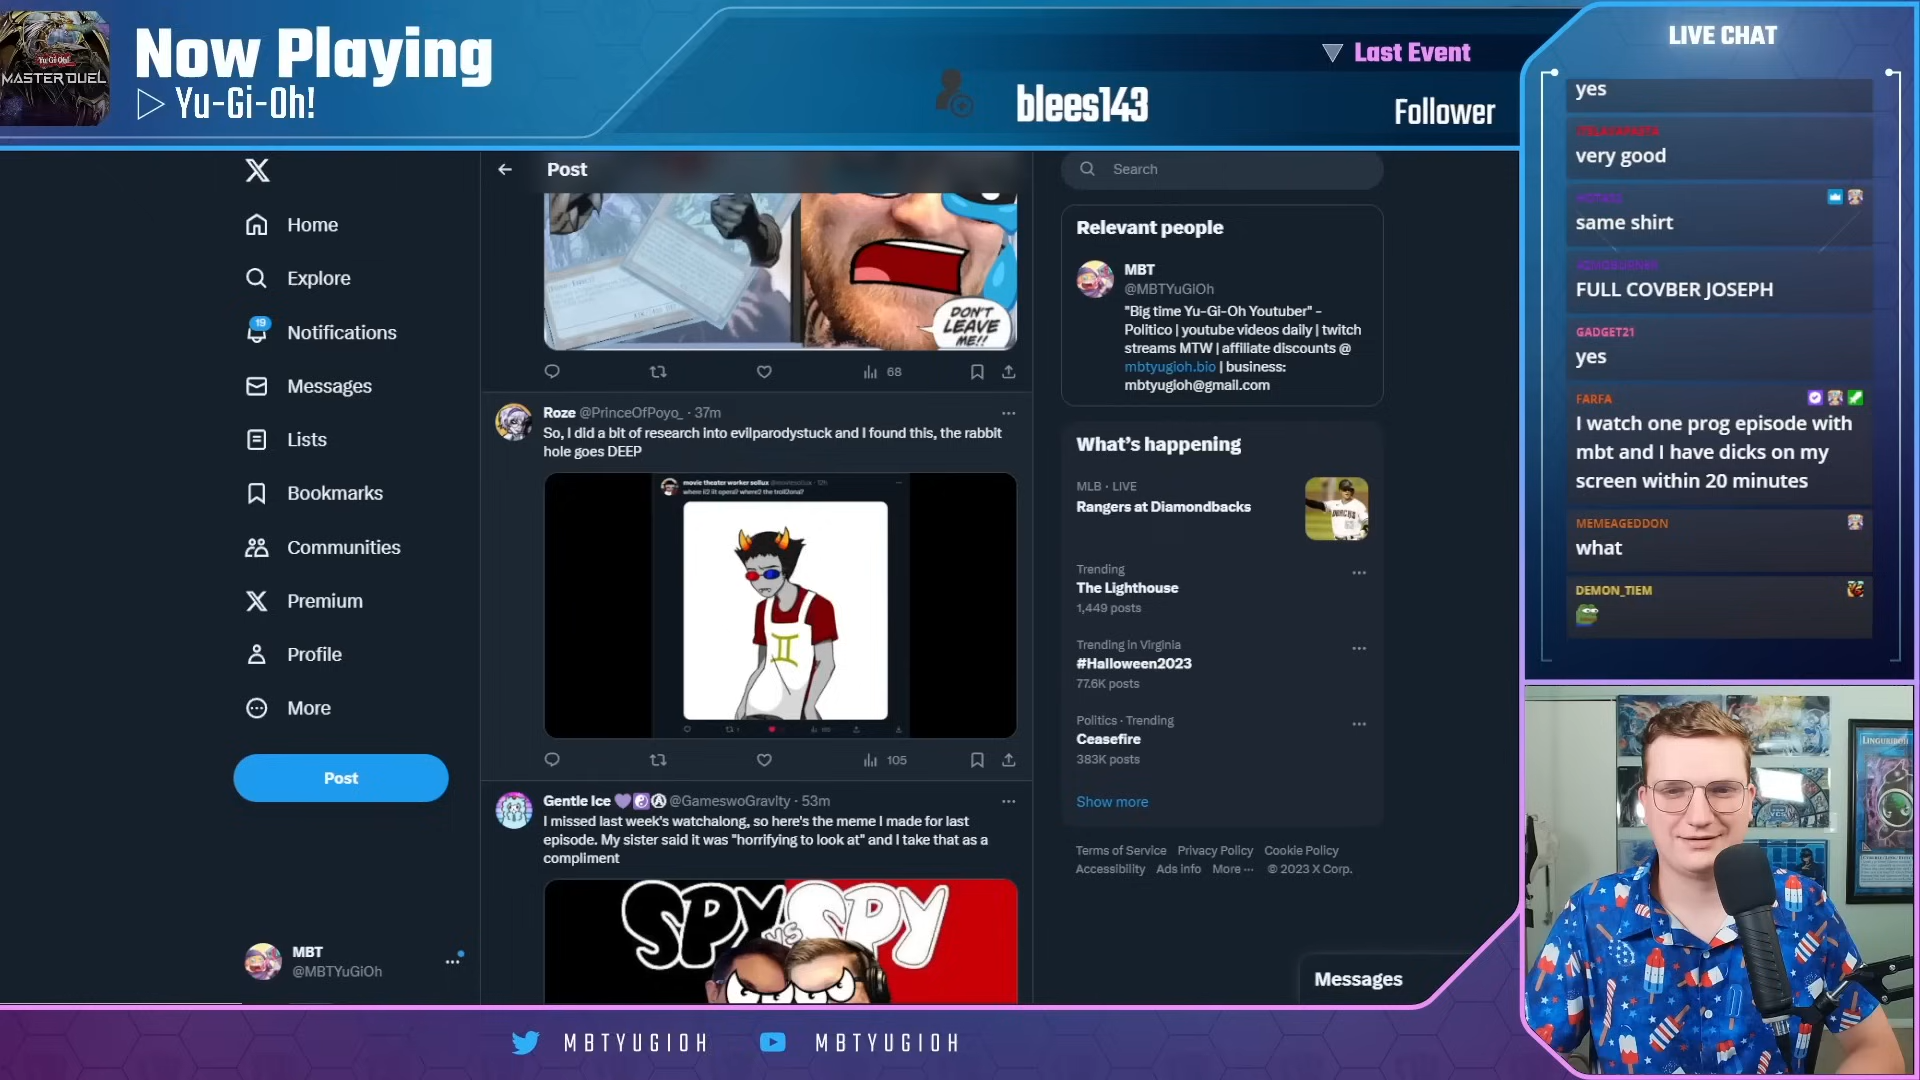 Yu-Gi-Oh!
MASTER DUEL
Now Playing
Yu-Gi-Oh!
Last Event
blees143
Follower
LIVE CHAT
yes
very good
same shirt
FULL COVBER JOSEPH
GADGET21
yes
FARFA
I watch one prog episode with
mbt and I have dicks on my
screen within 20 minutes
MEMEAGEDDON
what
DEMON_TIEM
Home
Explore
19
Notifications
Messages
Lists
Bookmarks
Communities
Premium
Profile
More
Post
MBT
@MBTYuGiOh
Post
DON'T
LEAVE
ME!!
68
Roze @PrinceOfPoyo_ · 37m
So, I did a bit of research into evilparodystuck and I found this, the rabbit
hole goes DEEP
movie theater worker sollux
105
Gentle Ice @GameswoGravity · 53m
I missed last week's watchalong, so here's the meme I made for last
episode. My sister said it was "horrifying to look at" and I take that as a
compliment
SPY VS SPY
Search
Relevant people
MBT
@MBTYuGiOh
"Big time Yu-Gi-Oh Youtuber" -
Politico | youtube videos daily | twitch
streams MTW | affiliate discounts @
mbtyugioh.bio | business:
mbtyugioh@gmail.com
What's happening
MLB · LIVE
Rangers at Diamondbacks
Trending
The Lighthouse
1,449 posts
Trending in Virginia
#Halloween2023
77.6K posts
Politics · Trending
Ceasefire
383K posts
Show more
Terms of Service Privacy Policy Cookie Policy
Accessibility Ads info More ··· © 2023 X Corp.
Messages
LINGURIBOH
MBTYUGIOH
MBTYUGIOH